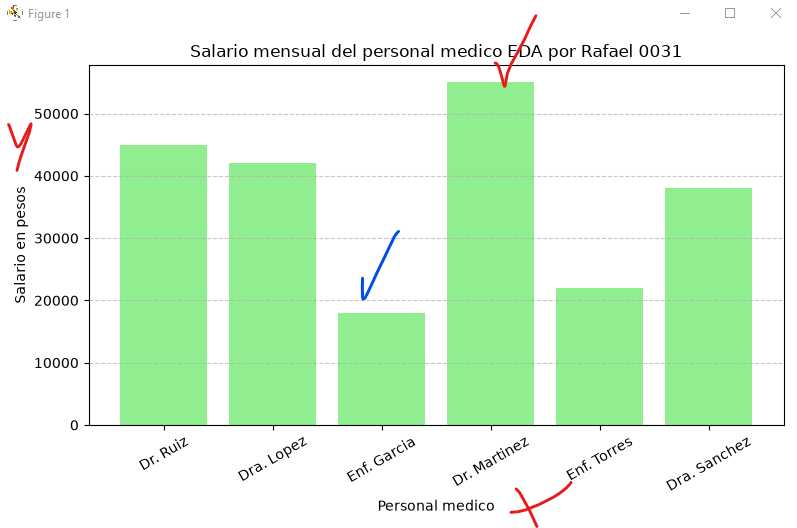 Figure 1
Salario mensual del personal medico EDA por Rafael 0031
Y
Salario en pesos
50000
40000
30000
20000
10000
0
Dr. Ruiz
Dra. Lopez
Enf. Garcia
Dr. Martinez
Enf. Torres
Dra. Sanchez
Personal medico
X